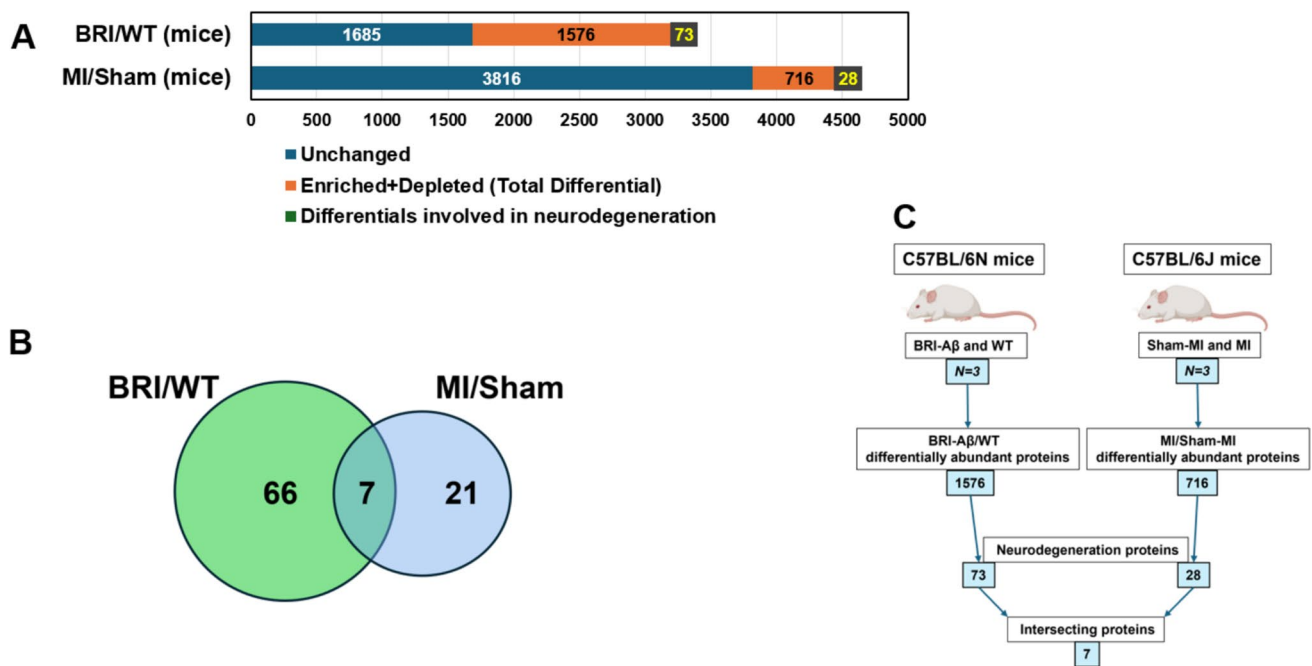 A
BRI/WT (mice)
1685 1576 73
MI/Sham (mice)
3816 716 28
0 500 1000 1500 2000 2500 3000 3500 4000 4500 5000
Unchanged
Enriched+Depleted (Total Differential)
Differentials involved in neurodegeneration
B
BRI/WT MI/Sham
66 7 21
C
C57BL/6N mice C57BL/6J mice
BRI-Aβ and WT Sham-MI and MI
N=3 N=3
BRI-Aβ/WT
differentially abundant proteins
MI/Sham-MI
differentially abundant proteins
1576 716
Neurodegeneration proteins
73 28
Intersecting proteins
7